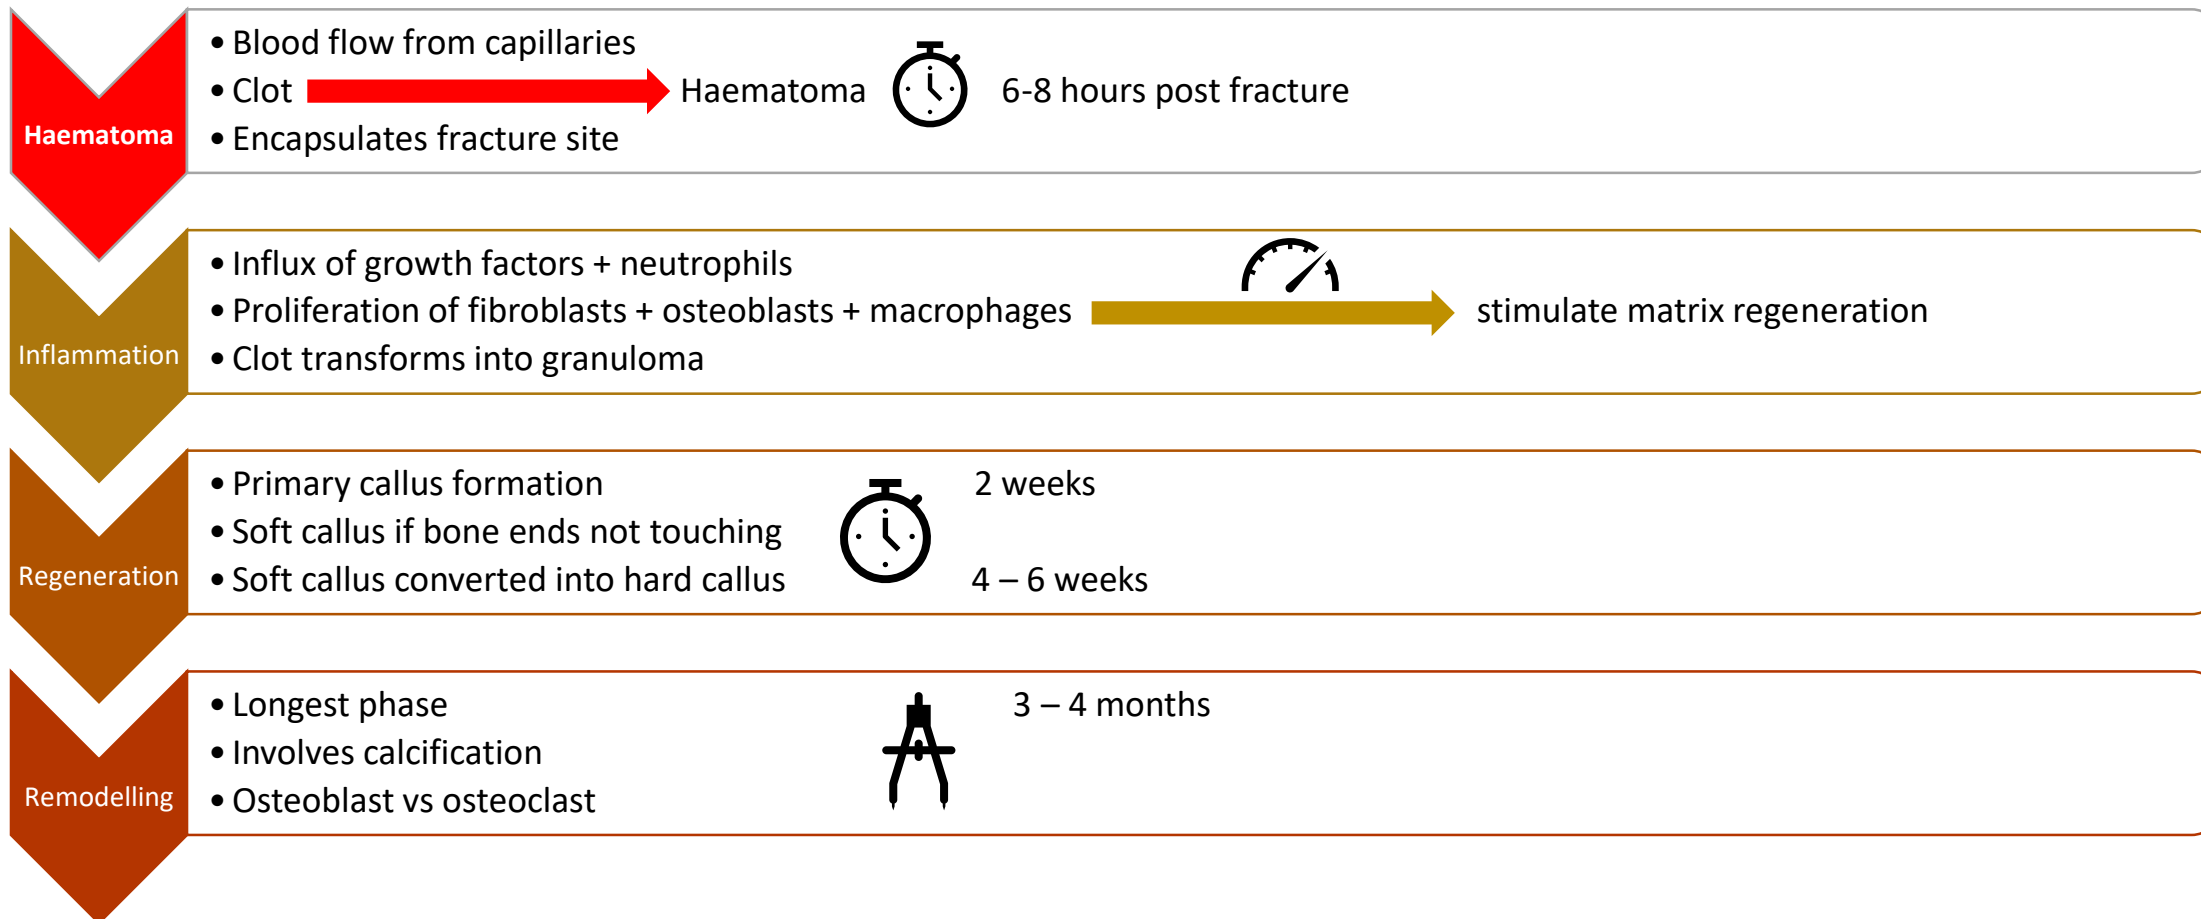 Haematoma
• Blood flow from capillaries
• Clot Haematoma 6-8 hours post fracture
• Encapsulates fracture site
Inflammation
• Influx of growth factors + neutrophils
• Proliferation of fibroblasts + osteoblasts + macrophages stimulate matrix regeneration
• Clot transforms into granuloma
Regeneration
• Primary callus formation 2 weeks
• Soft callus if bone ends not touching
• Soft callus converted into hard callus 4 – 6 weeks
Remodelling
• Longest phase 3 – 4 months
• Involves calcification
• Osteoblast vs osteoclast